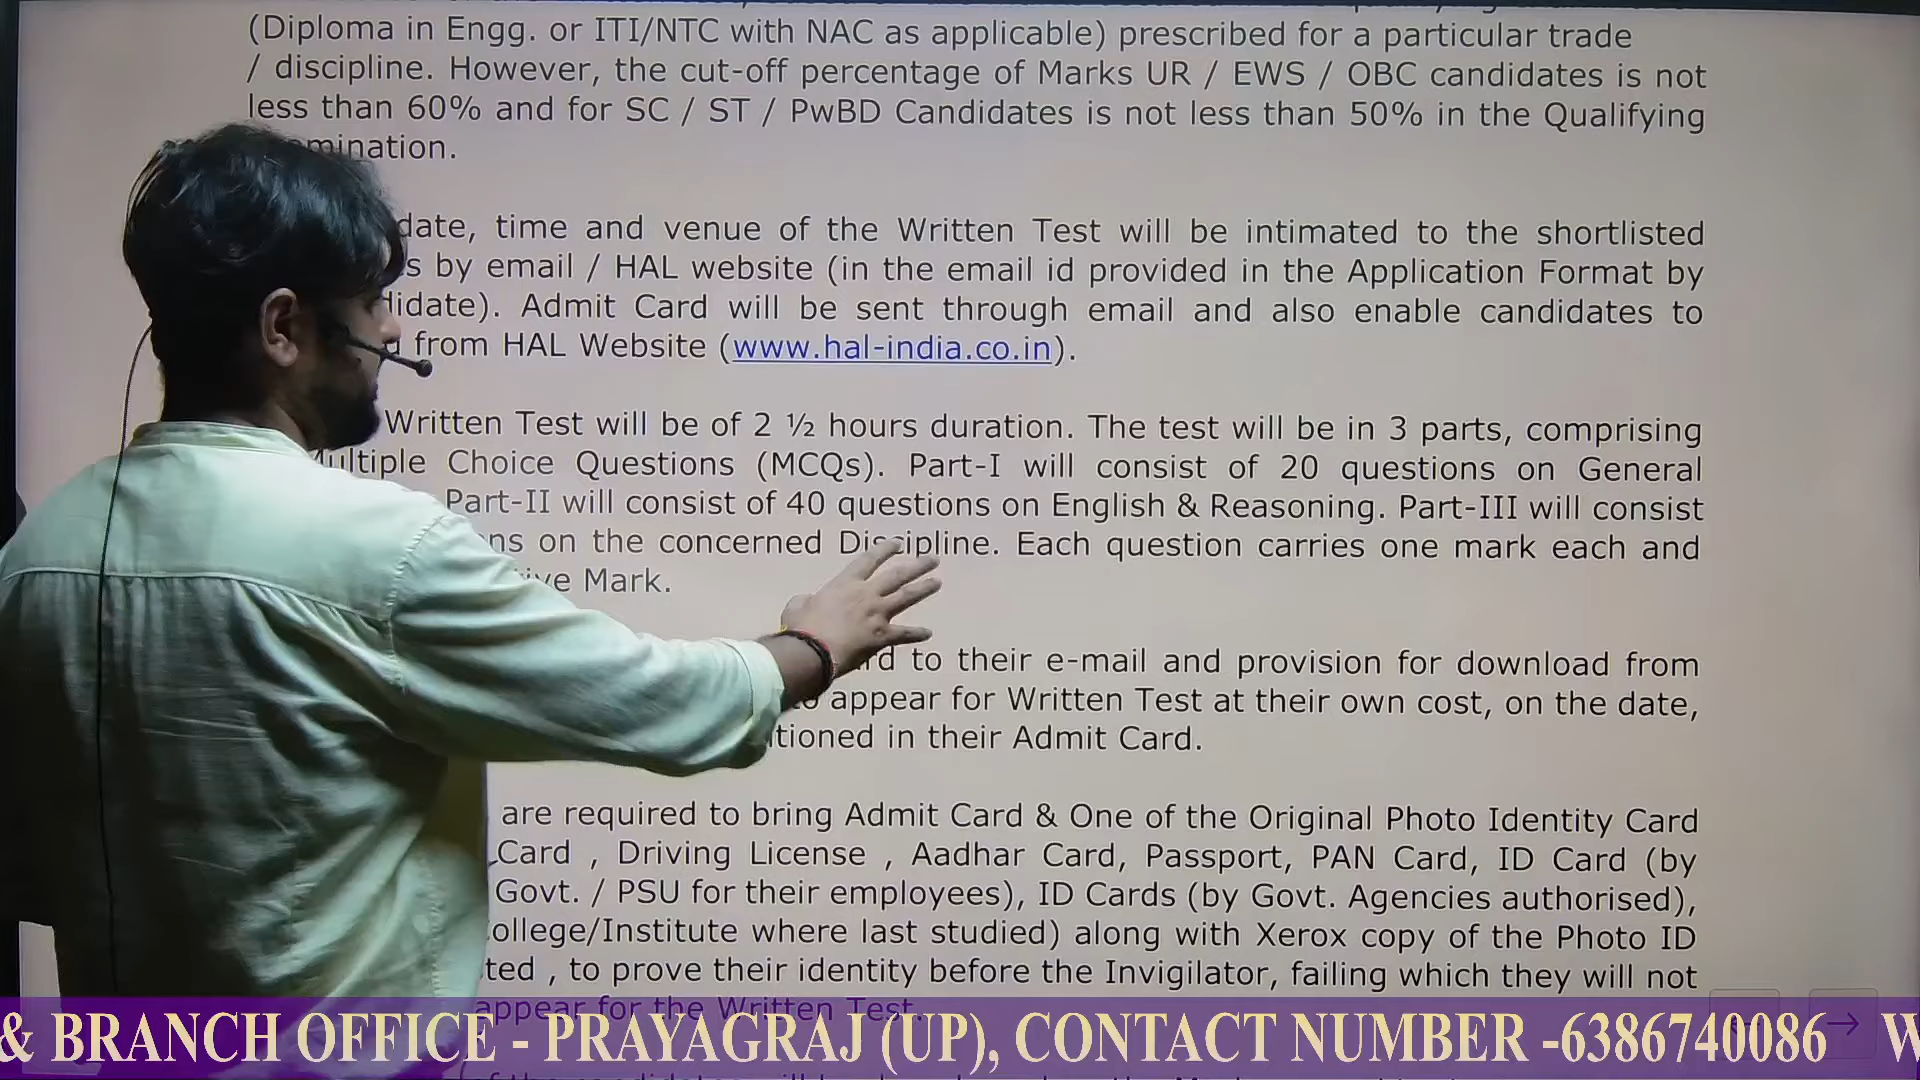 (Diploma in Engg. or ITI/NTC with NAC as applicable) prescribed for a particular trade
/ discipline. However, the cut-off percentage of Marks UR / EWS / OBC candidates is not
less than 60% and for SC / ST / PwBD Candidates is not less than 50% in the Qualifying
mination.
date, time and venue of the Written Test will be intimated to the shortlisted
s by email / HAL website (in the email id provided in the Application Format by
didate). Admit Card will be sent through email and also enable candidates to
from HAL Website (www.hal-india.co.in).
Written Test will be of 2 ½ hours duration. The test will be in 3 parts, comprising
ultiple Choice Questions (MCQs). Part-I will consist of 20 questions on General
Part-II will consist of 40 questions on English & Reasoning. Part-III will consist
ns on the concerned Discipline. Each question carries one mark each and
ive Mark.
rd to their e-mail and provision for download from
appear for Written Test at their own cost, on the date,
tioned in their Admit Card.
are required to bring Admit Card & One of the Original Photo Identity Card
Card , Driving License , Aadhar Card, Passport, PAN Card, ID Card (by
Govt. / PSU for their employees), ID Cards (by Govt. Agencies authorised),
ollege/Institute where last studied) along with Xerox copy of the Photo ID
ted , to prove their identity before the Invigilator, failing which they will not
appear for the Written Test.
& BRANCH OFFICE - PRAYAGRAJ (UP), CONTACT NUMBER -6386740086 W